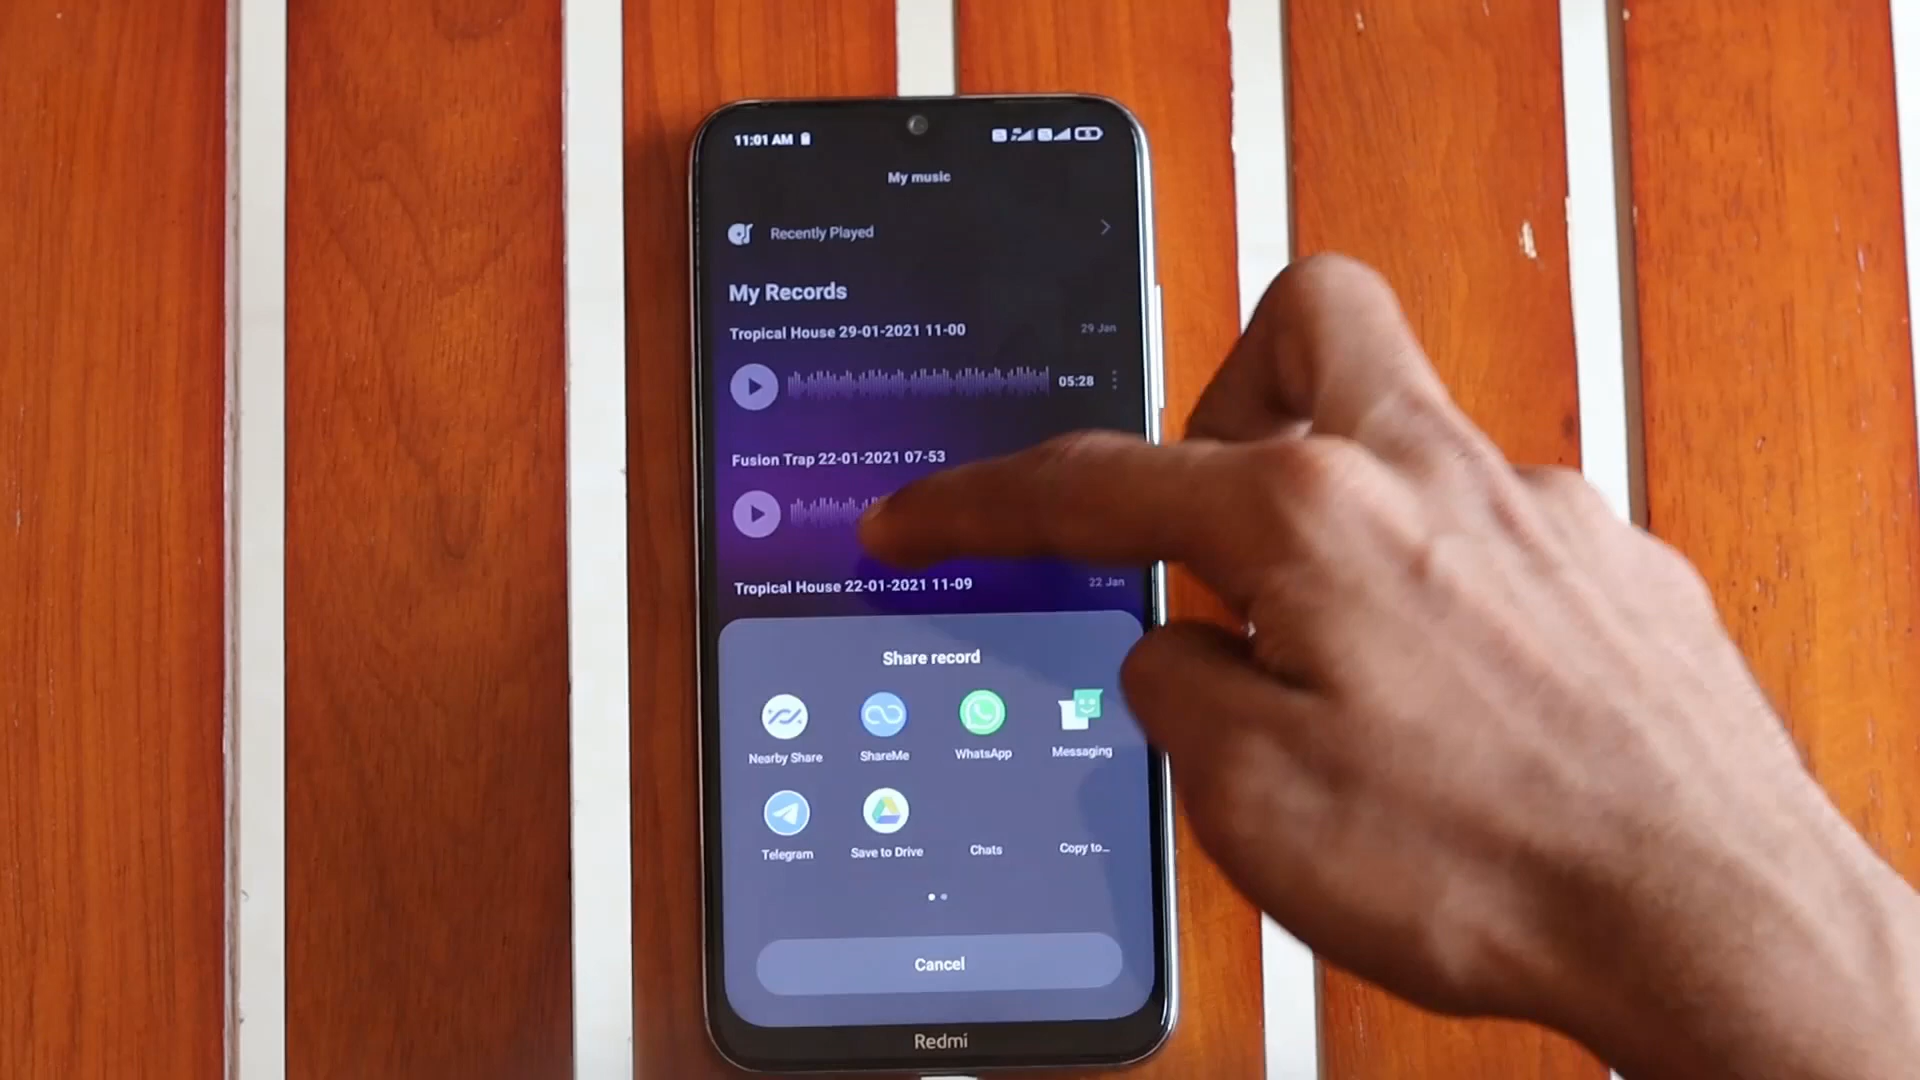 11:01 AM
My music
Recently Played
My Records
Tropical House 29-01-2021 11-00
29 Jan
05:28
Fusion Trap 22-01-2021 07-53
Tropical House 22-01-2021 11-09
22 Jan
Share record
Nearby Share
ShareMe
WhatsApp
Messaging
Telegram
Save to Drive
Chats
Copy to...
Cancel
Redmi